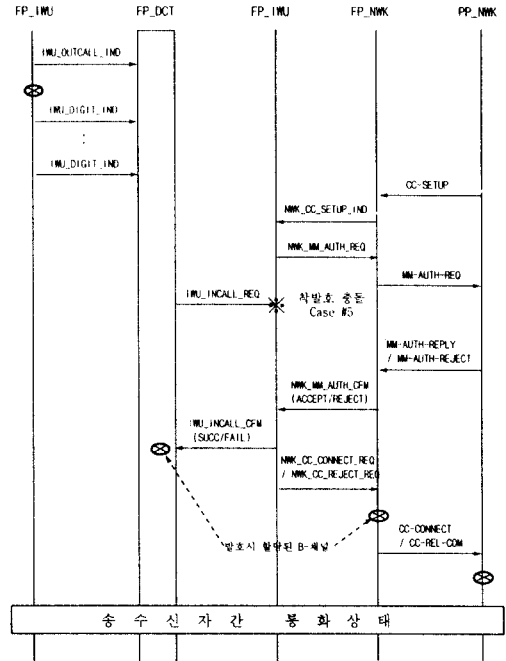 FP_IWU FP_DCT FP_IWU FP_NWK PP_NWK
IWU_OUTCALL_IND
IWU_DIGIT_IND
:
IWU_DIGIT_IND
CC-SETUP
NWK_CC_SETUP_IND
NWK_MM_AUTH_REQ
MM-AUTH-REQ
IWU_INCALL_REQ
착발호 충돌
Case #5
MM-AUTH-REPLY
/ MM-AUTH-REJECT
NWK_MM_AUTH_CFM
(ACCEPT/REJECT)
IWU_INCALL_CFM
(SUCC/FAIL)
NWK_CC_CONNECT_REQ
/ NWK_CC_REJECT_REQ
발호시 할당된 B-채널
CC-CONNECT
/ CC-REL-COM
송 수 신 자 간 통 화 상 태